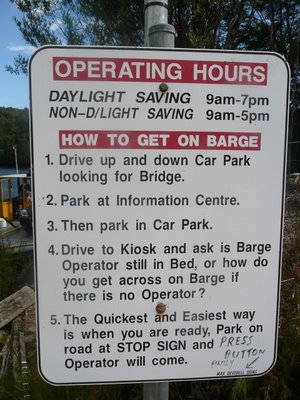 OPERATING HOURS
DAYLIGHT SAVING 9am-7pm
NON-D/LIGHT SAVING 9am-5pm
HOW TO GET ON BARGE
1. Drive up and down Car Park
looking for Bridge.
2. Park at Information Centre.
3. Then park in Car Park.
4. Drive to Kiosk and ask is Barge
Operator still in Bed, or how do
you get across on Barge if
there is no Operator?
5. The Quickest and Easiest way
is when you are ready, Park on
road at STOP SIGN and PRESS
BUTTON
Operator will come.
MAX DEVERELL SIGNS